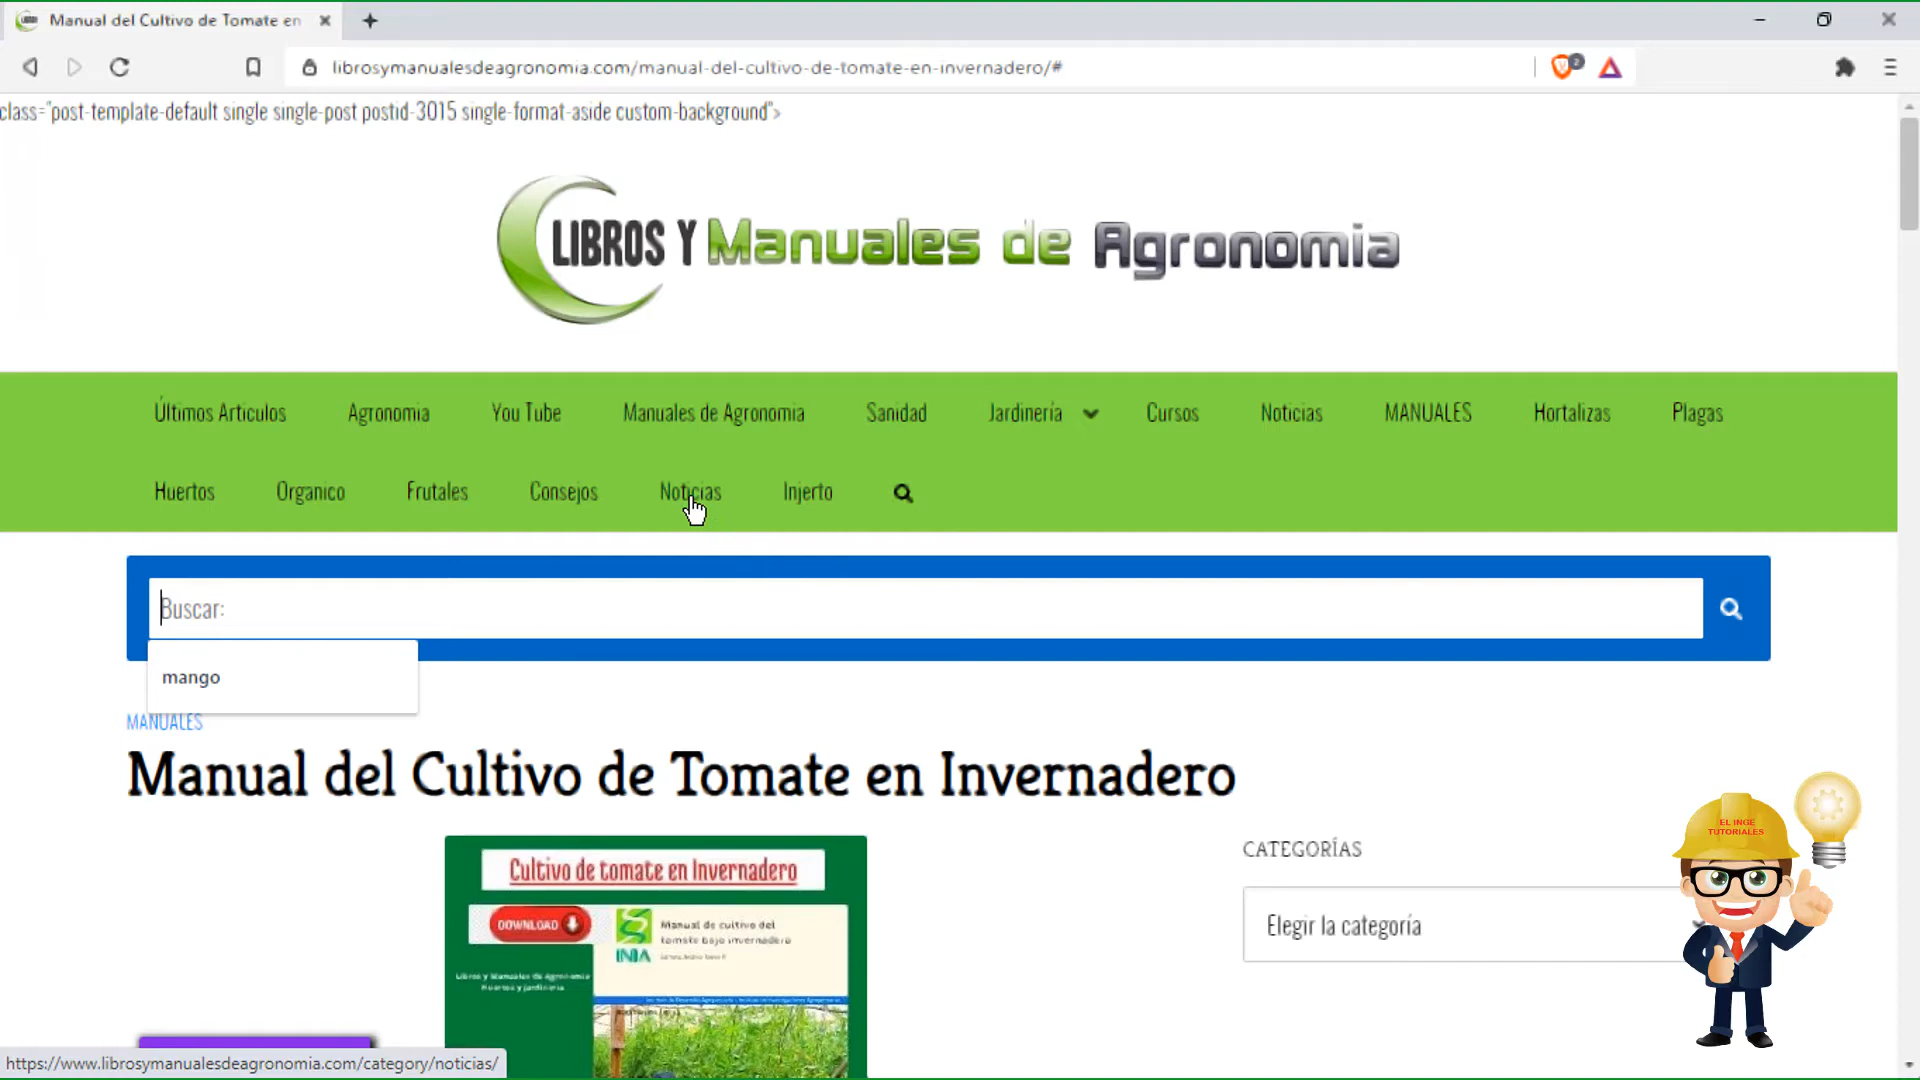 Manual del Cultivo de Tomate en
librosymanualesdeagronomia.com/manual-del-cultivo-de-tomate-en-invernadero/#
2
class="post-template-default single single-post postid-3015 single-format-aside custom-background">
LIBROS Y Manuales de Agronomia
Últimos Articulos Agronomia You Tube Manuales de Agronomia Sanidad Jardinería Cursos Noticias MANUALES Hortalizas Plagas
Huertos Organico Frutales Consejos Noticias Injerto
Buscar:
mango
MANUALES
Manual del Cultivo de Tomate en Invernadero
EL INGE
TUTORIALES
CATEGORÍAS
Elegir la categoría
Cultivo de tomate en Invernadero
DOWNLOAD
INIA
Manual de cultivo del
tomate bajo invernadero
Libros y Manuales de Agronomia
Huertos y Jardineria
https://www.librosymanualesdeagronomia.com/category/noticias/